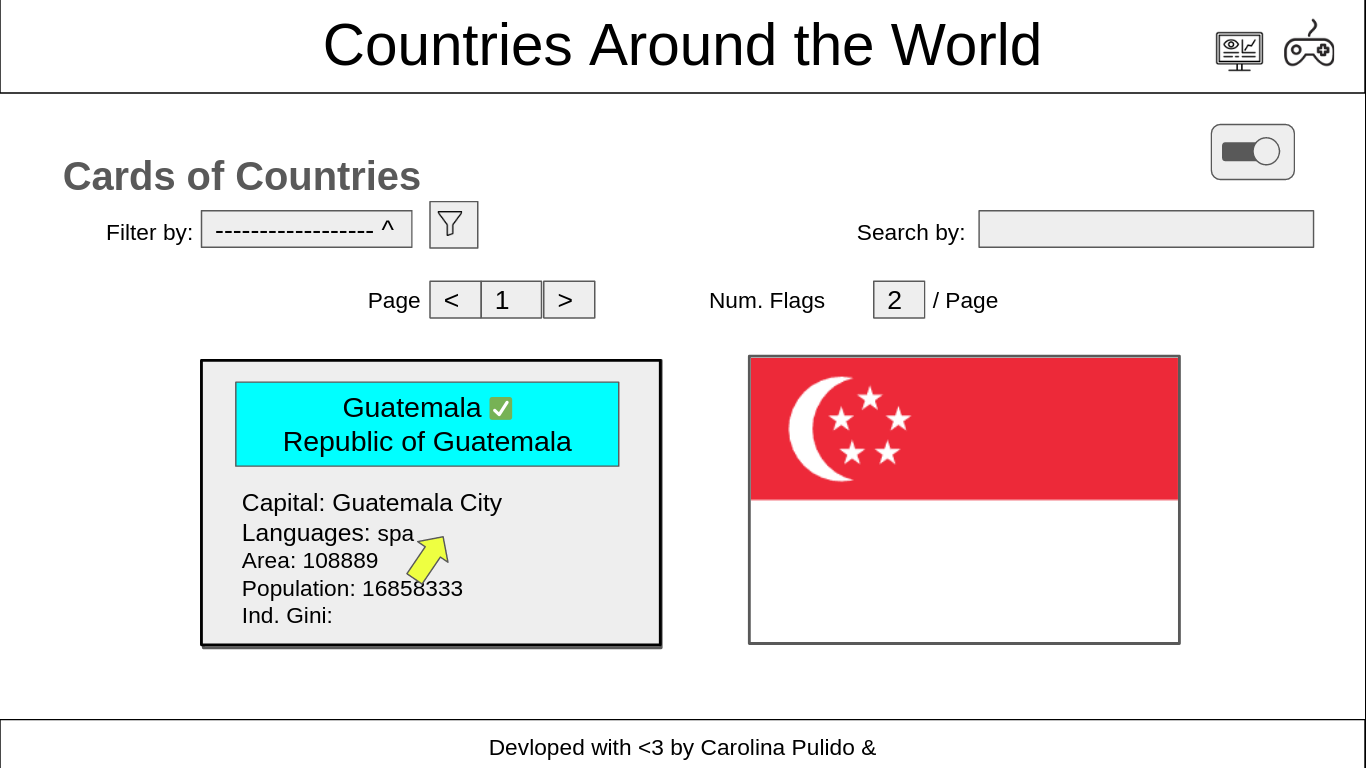 Countries Around the World
Cards of Countries
Filter by: ------------------ ^
Search by:
Page < 1 >
Num. Flags 2 / Page
Guatemala ✅
Republic of Guatemala
Capital: Guatemala City
Languages: spa
Area: 108889
Population: 16858333
Ind. Gini:
Devloped with <3 by Carolina Pulido &